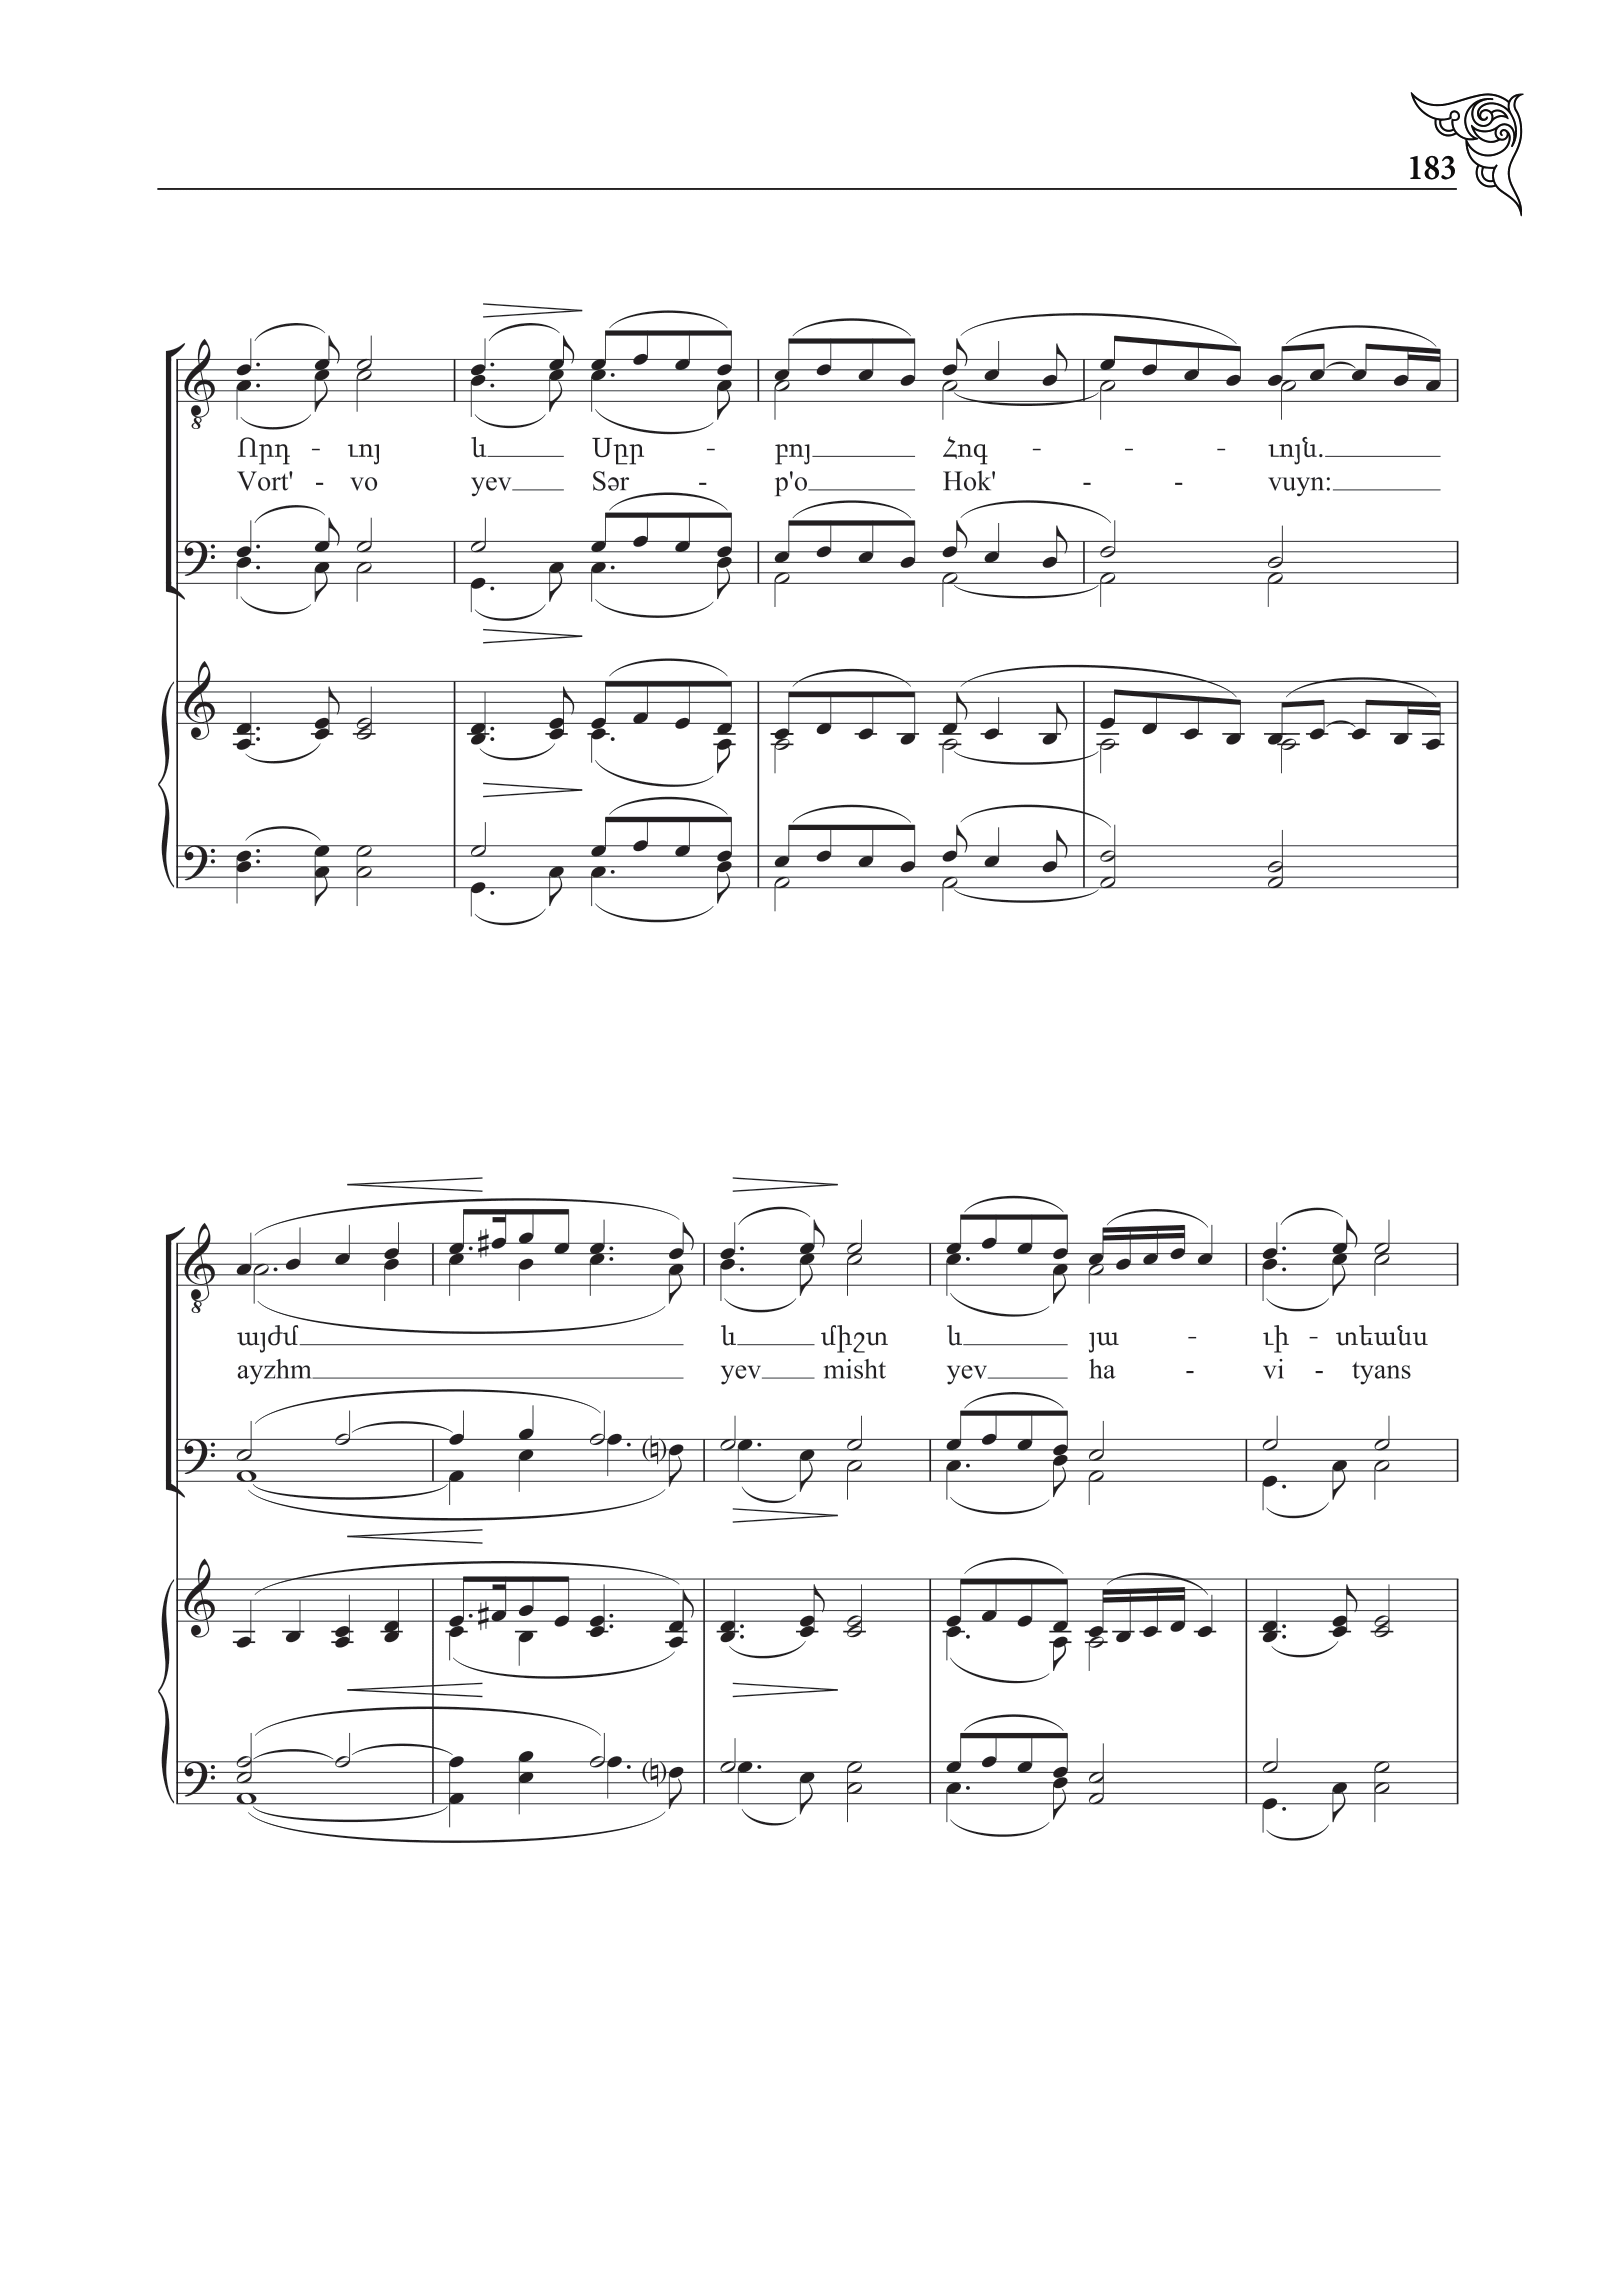 183
Որդ - ւոյ և Սըր - բոյ Հոգ - - - ւոյն.
Vort' - vo yev Sər - p'o Hok' - - vuyn:
այժմ և միշտ և յա - ւի - տեանս
ayzhm yev misht yev ha - vi - tyans